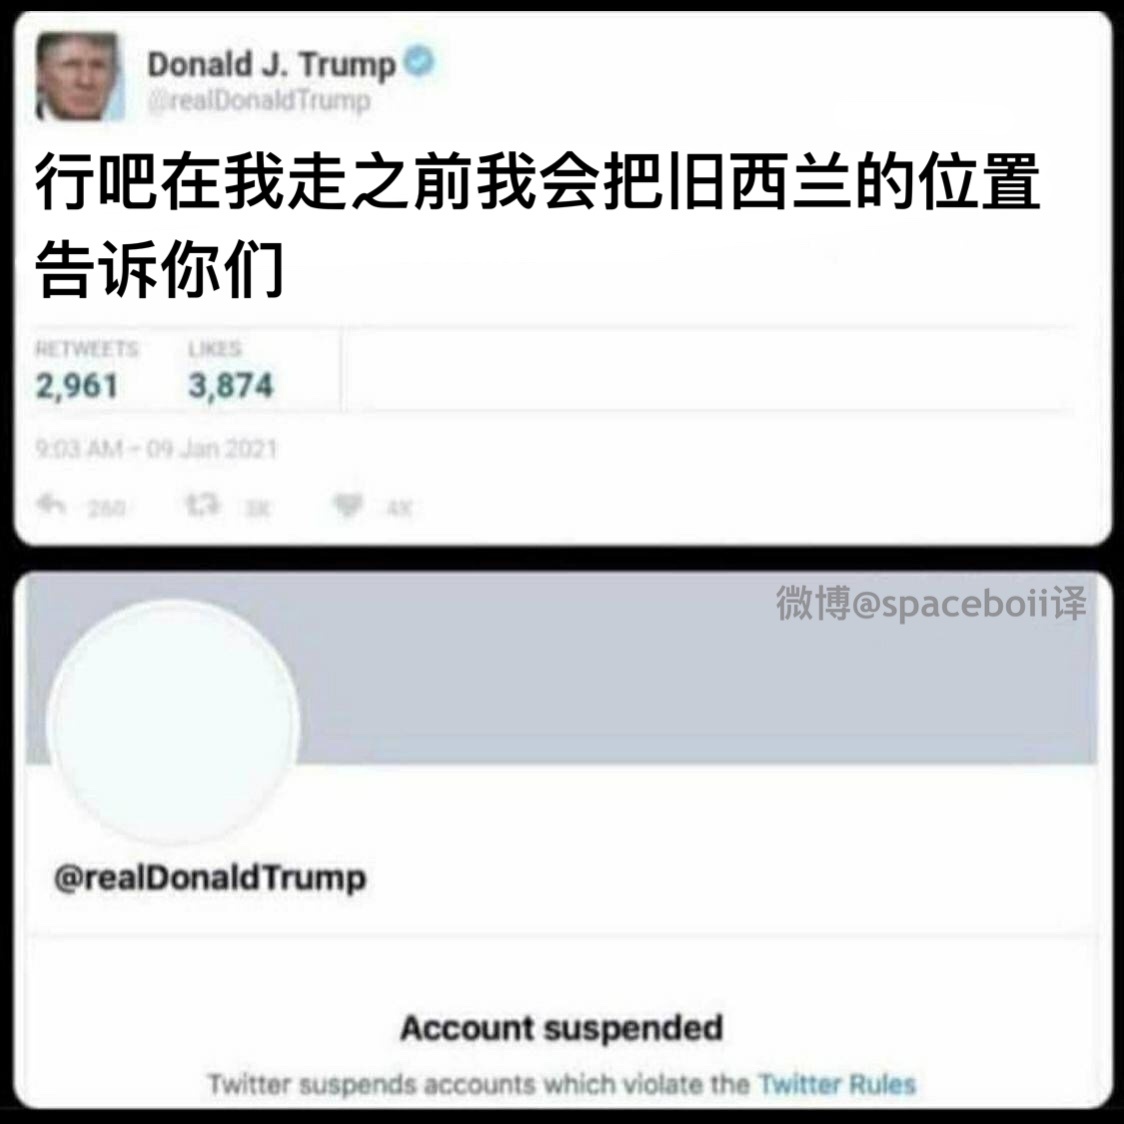 Donald J. Trump
@realDonaldTrump
行吧在我走之前我会把旧西兰的位置
告诉你们
RETWEETS LIKES
2,961 3,874
9:03 AM - 09 Jan 2021
260 3K 4K
微博@spaceboii译
@realDonaldTrump
Account suspended
Twitter suspends accounts which violate the Twitter Rules